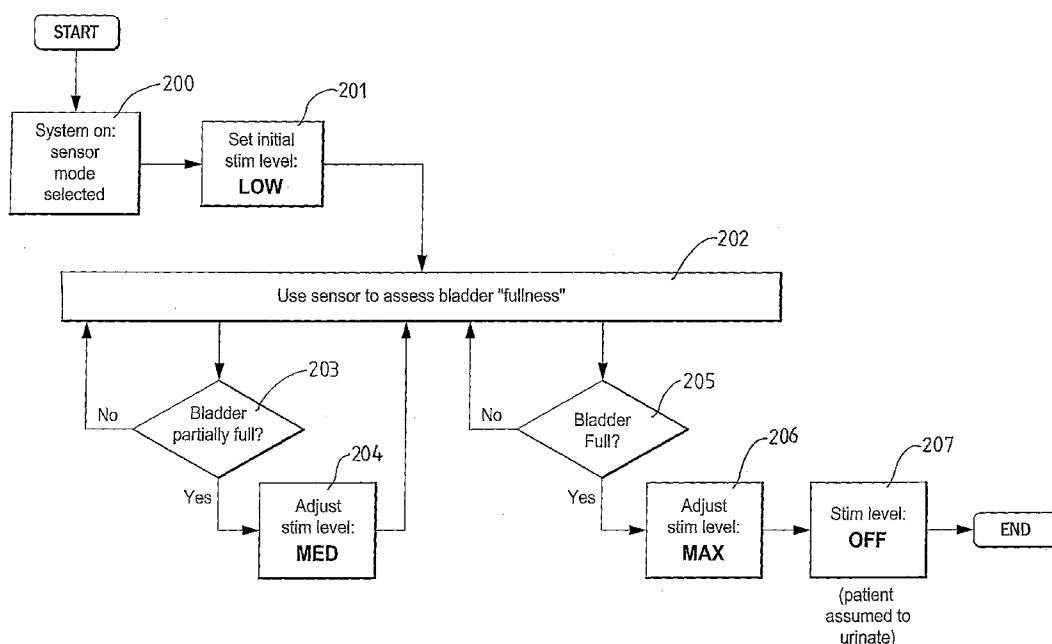 START
200
System on:
sensor
mode
selected
201
Set initial
stim level:
LOW
202
Use sensor to assess bladder "fullness"
203
Bladder
partially full?
No
Yes
204
Adjust
stim level:
MED
205
Bladder
Full?
No
Yes
206
Adjust
stim level:
MAX
207
Stim level:
OFF
(patient
assumed to
urinate)
END